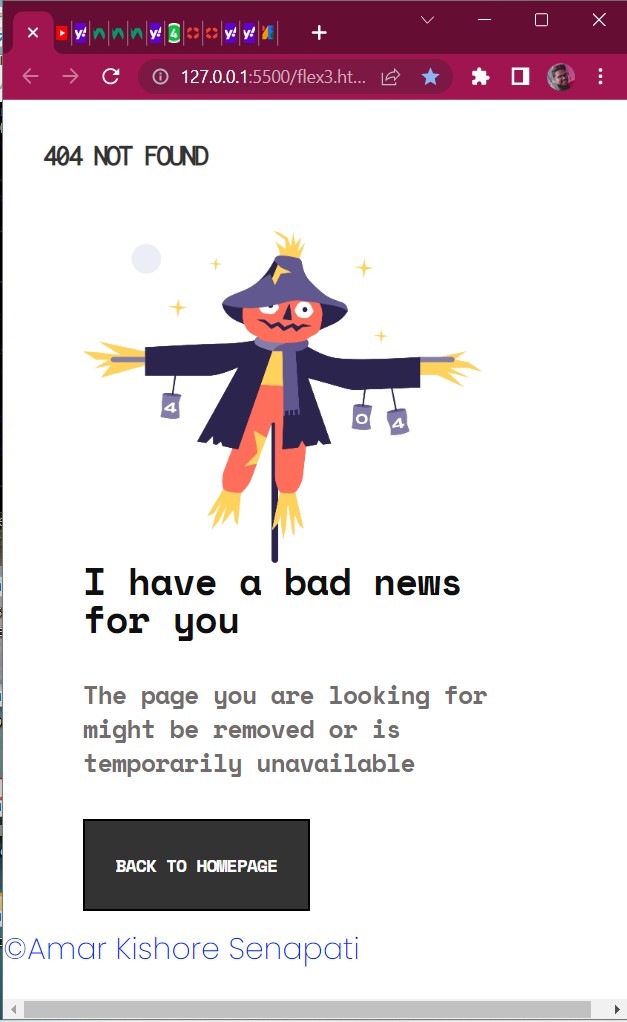 127.0.0.1:5500/flex3.ht...
404 NOT FOUND
4
0
4
I have a bad news
for you
The page you are looking for
might be removed or is
temporarily unavailable
BACK TO HOMEPAGE
©Amar Kishore Senapati